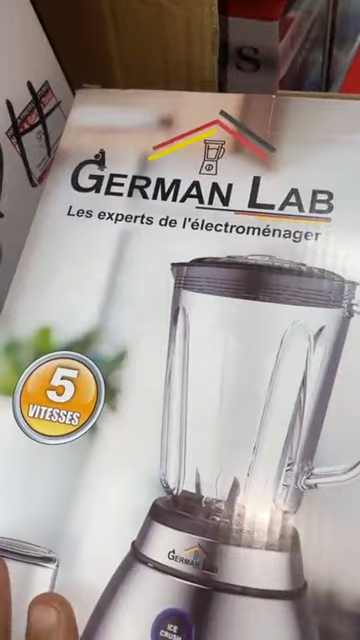 GERMAN LAB
Les experts de l'électroménager
5
VITESSES
GERMAN LAB
ICE
CRUSH